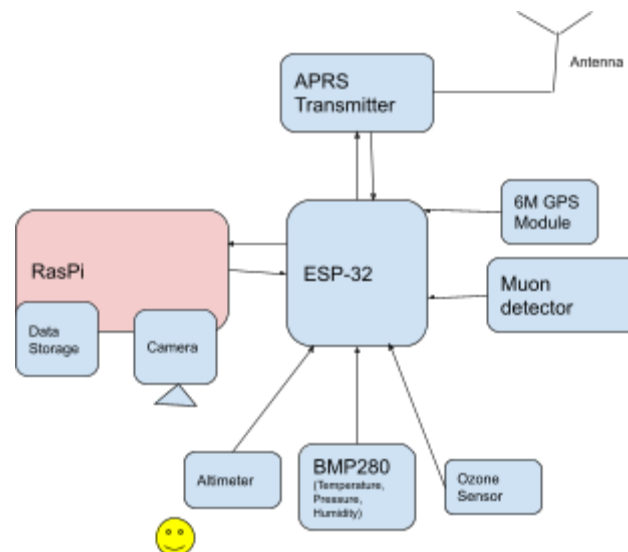 APRS
Transmitter
Antenna
6M GPS
Module
RasPi
ESP-32
Muon
detector
Data
Storage
Camera
Altimeter
BMP280
(Temperature,
Pressure,
Humidity)
Ozone
Sensor